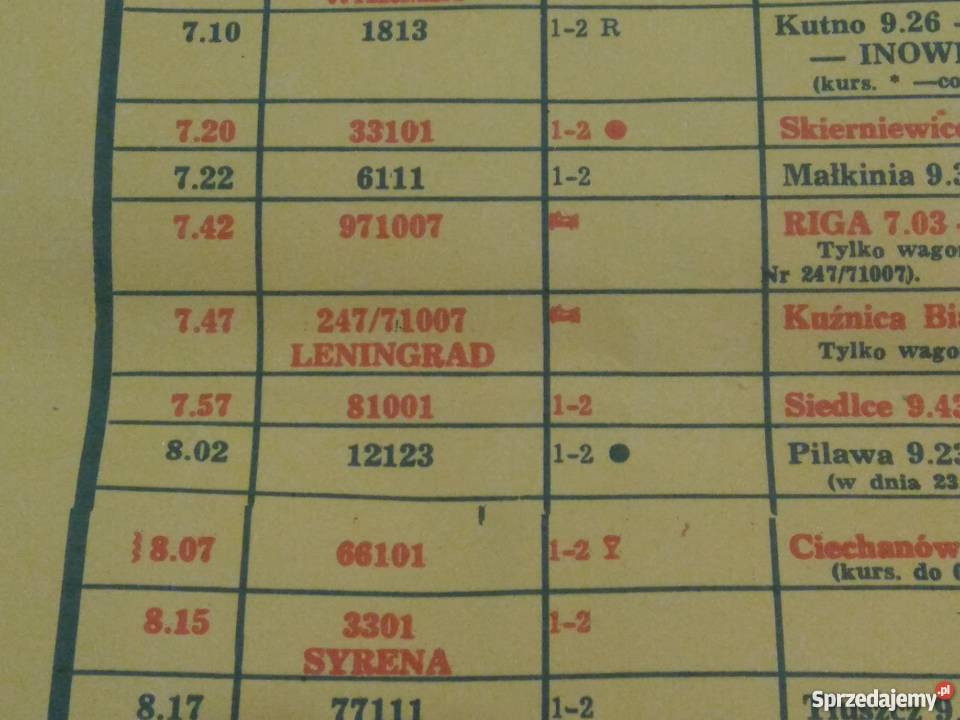 7.10 1813 1-2 R Kutno 9.26 -
— INOW
(kurs. * —co
7.20 33101 1-2 ● Skierniewic
7.22 6111 1-2 Małkinia 9.3
7.42 971007 RIGA 7.03 -
Tylko wago
Nr 247/71007).
7.47 247/71007 Kuźnica Bi
LENINGRAD Tylko wago
7.57 81001 1-2 Siedlce 9.43
8.02 12123 1-2 ● Pilawa 9.23
(w dnia 23
8.07 66101 1-2 Ciechanów
(kurs. do
8.15 3301 1-2
SYRENA
8.17 77111 1-2
Sprzedajemy.pl